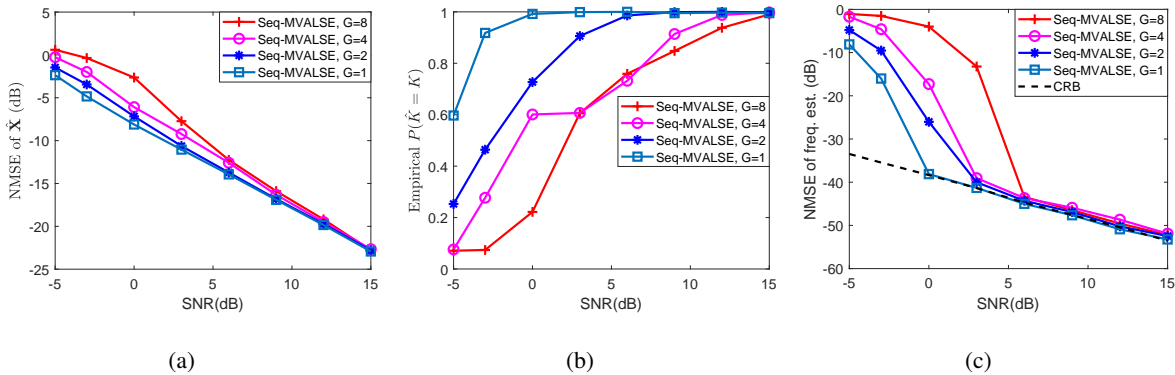 5
0
-5
-10
-15
-20
-25
-5
0
5
10
15
SNR(dB)
NMSE of X̃ (dB)
Seq-MVALSE, G=8
Seq-MVALSE, G=4
Seq-MVALSE, G=2
Seq-MVALSE, G=1
(a)
1
0.8
0.6
0.4
0.2
0
-5
0
5
10
15
SNR(dB)
Empirical P(K̂ = K)
Seq-MVALSE, G=8
Seq-MVALSE, G=4
Seq-MVALSE, G=2
Seq-MVALSE, G=1
(b)
0
-10
-20
-30
-40
-50
-60
-5
0
5
10
15
SNR(dB)
NMSE of freq. est. (dB)
Seq-MVALSE, G=8
Seq-MVALSE, G=4
Seq-MVALSE, G=2
Seq-MVALSE, G=1
CRB
(c)